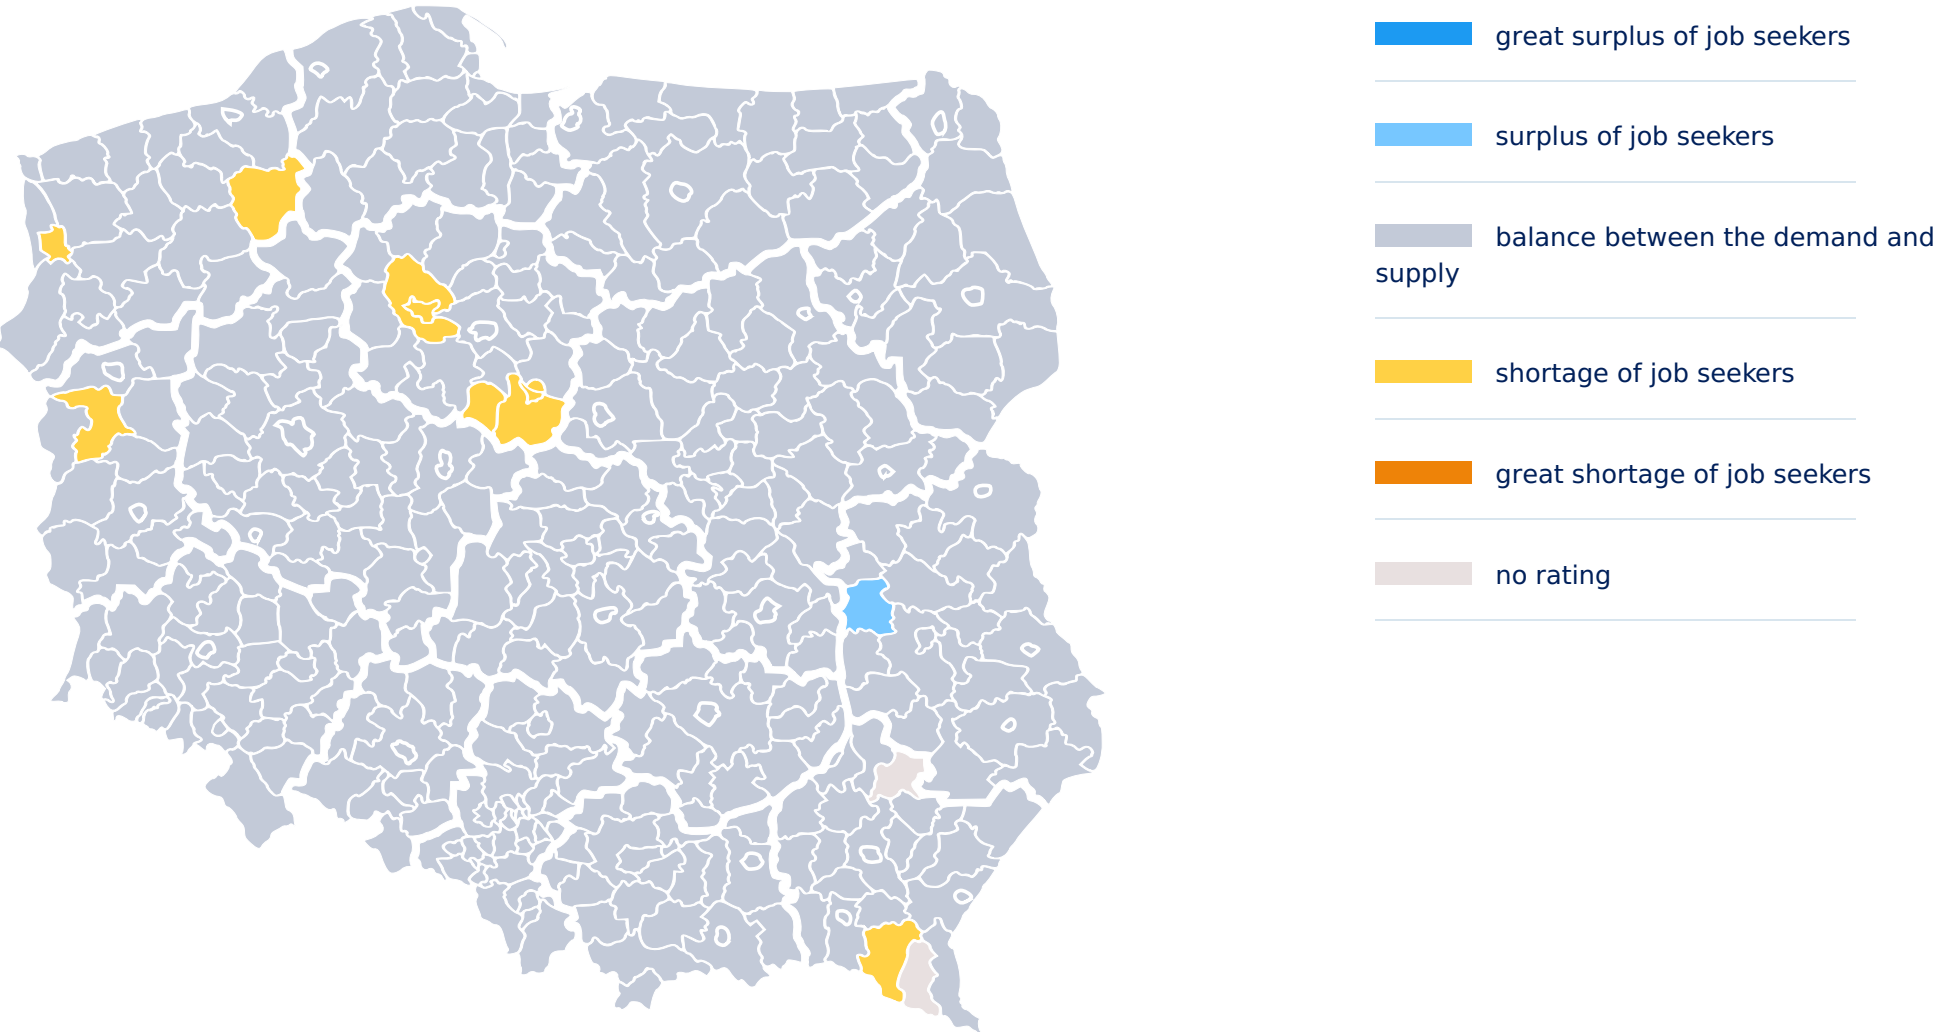 great surplus of job seekers
surplus of job seekers
balance between the demand and
supply
shortage of job seekers
great shortage of job seekers
no rating